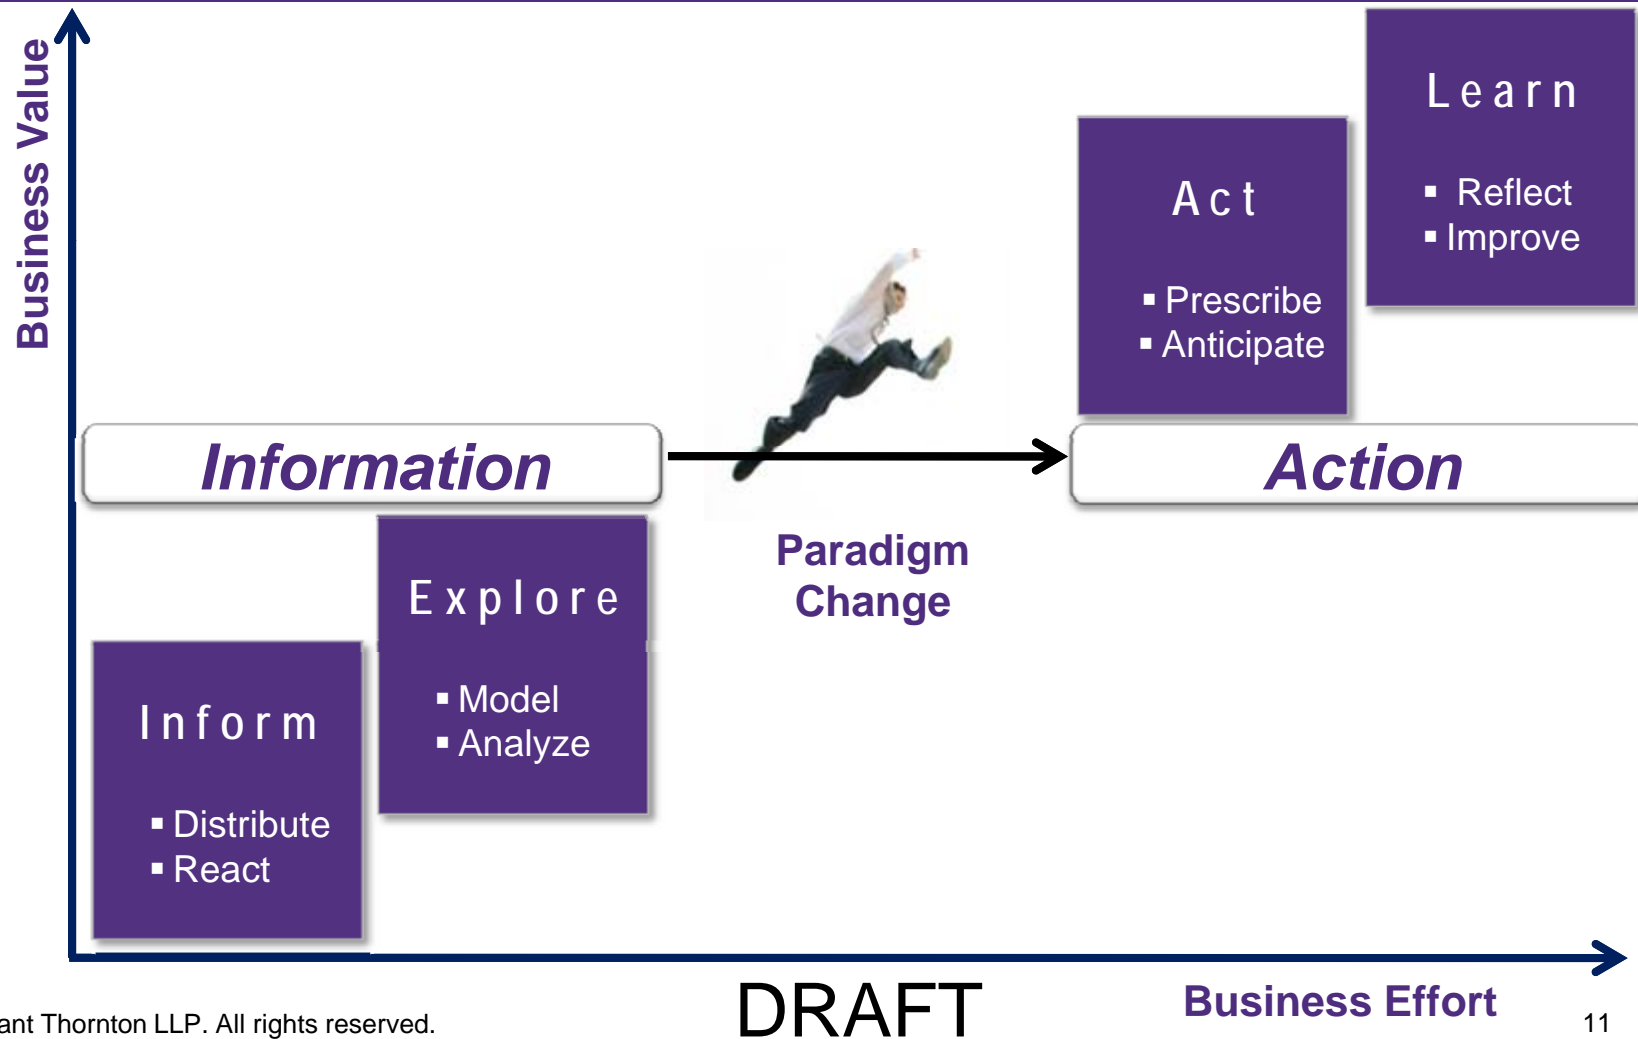 Business Value
Learn
Reflect
Improve
Act
Prescribe
Anticipate
Information
Action
Paradigm
Change
Explore
Model
Analyze
Inform
Distribute
React
Business Effort
DRAFT
Thornton LLP. All rights reserved.
11